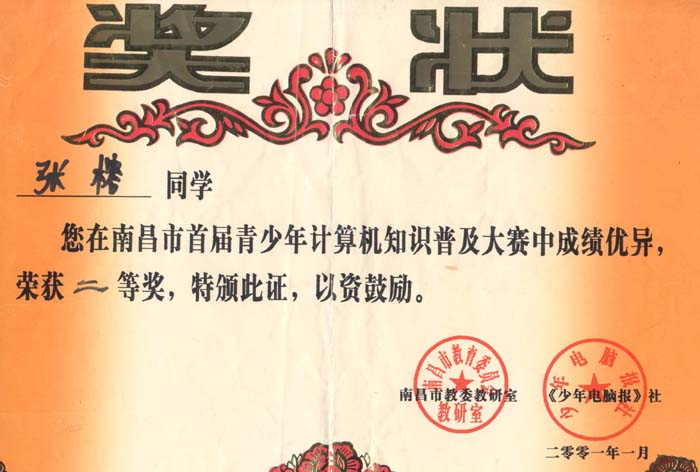 奖状
张 同学
您在南昌市首届青少年计算机知识普及大赛中成绩优异，
荣获 二 等奖，特颁此证，以资鼓励。
南昌市教育委员会
教研室
少年电脑报社
南昌市教委教研室 《少年电脑报》社
二零零一年一月